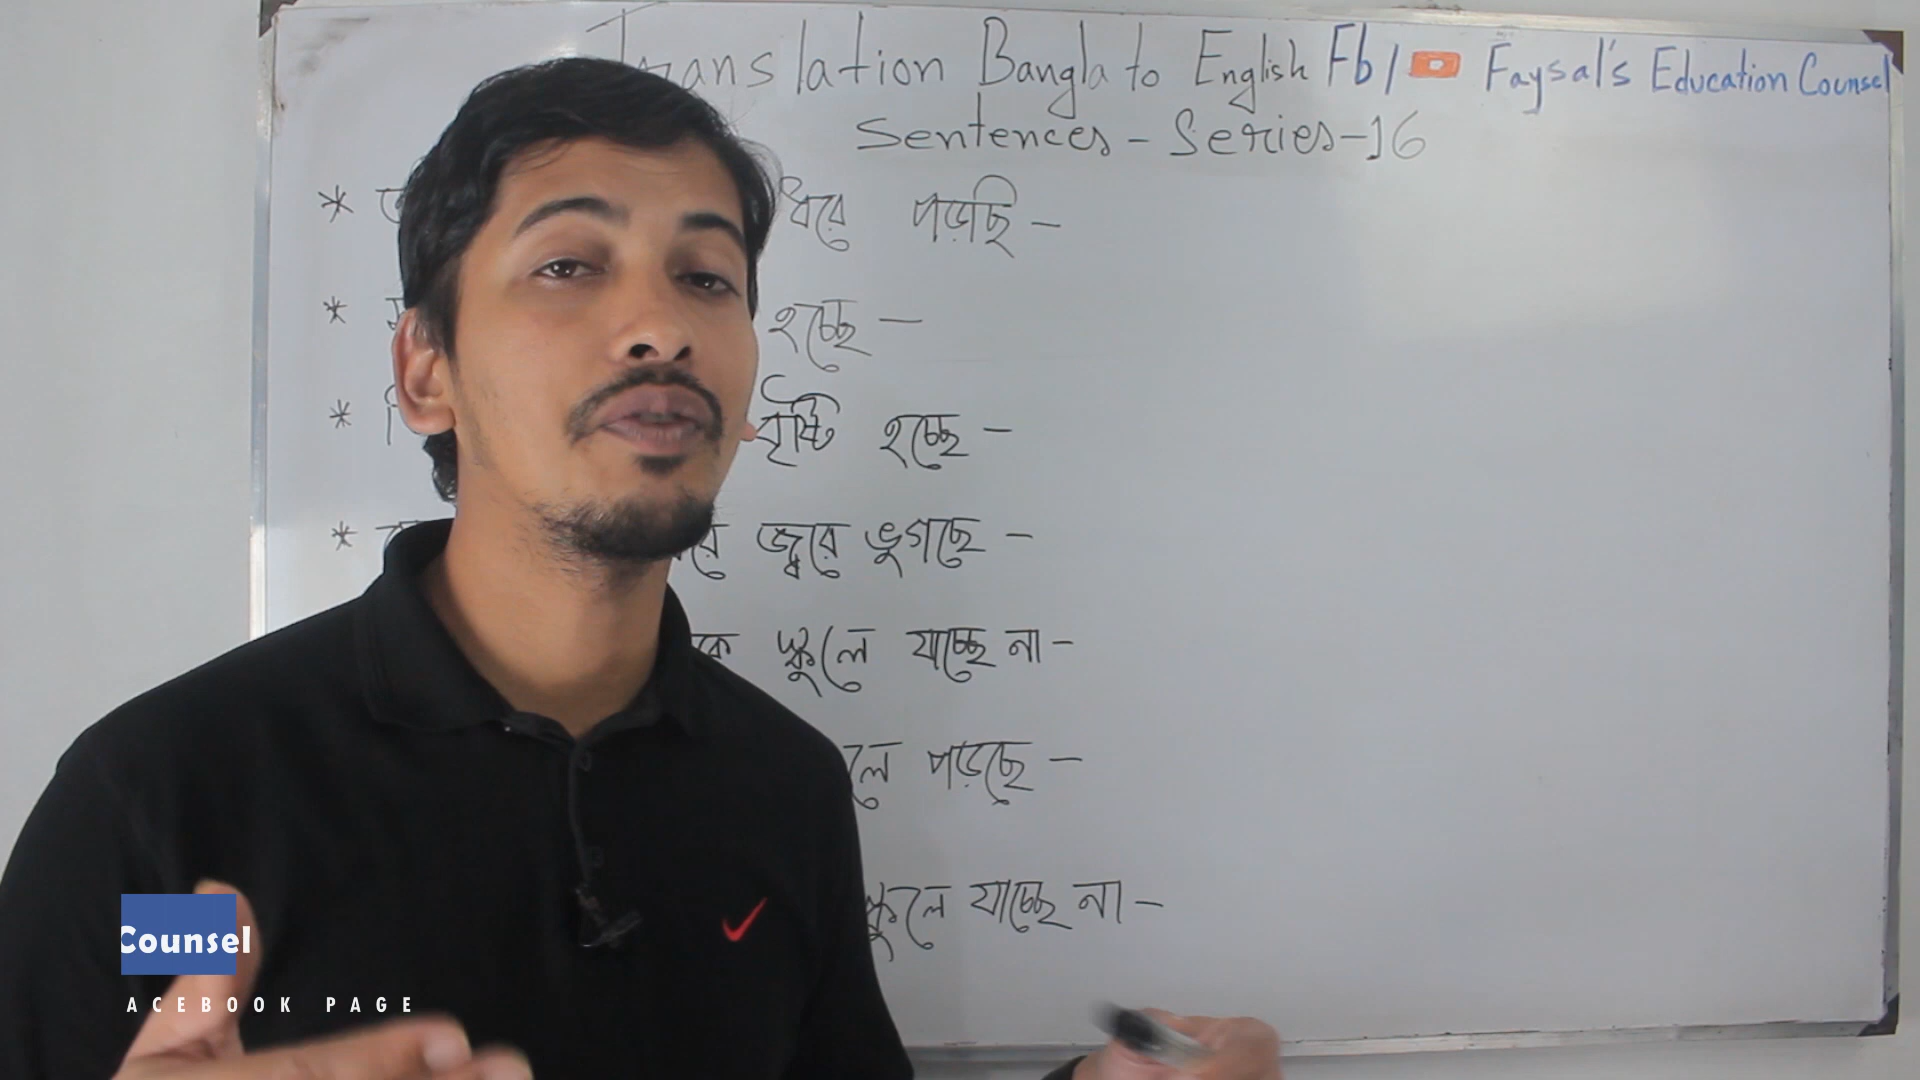 Translation Bangla to English Fb/ Faysal's Education Counsel
Sentences - Series-16
* ধরে পড়ছি -
* হচ্ছে -
* বৃষ্টি হচ্ছে -
* জ্বরে ভুগছে -
স্কুলে যাচ্ছে না -
পড়ছে -
স্কুলে যাচ্ছে না -
Counsel
ACEBOOK PAGE